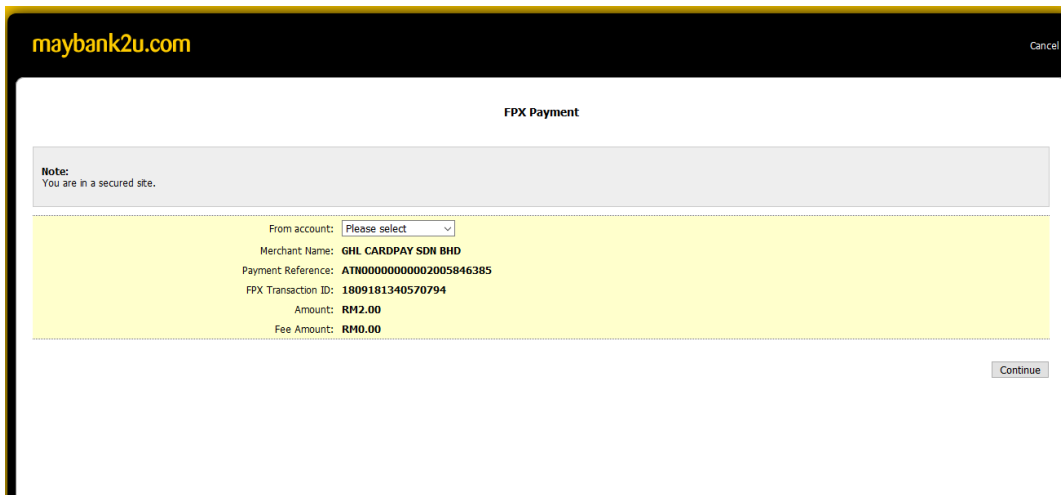 maybank2u.com
Cancel
FPX Payment
Note:
You are in a secured site.
From account: Please select
Merchant Name: GHL CARDPAY SDN BHD
Payment Reference: ATN00000000002005846385
FPX Transaction ID: 1809181340570794
Amount: RM2.00
Fee Amount: RM0.00
Continue